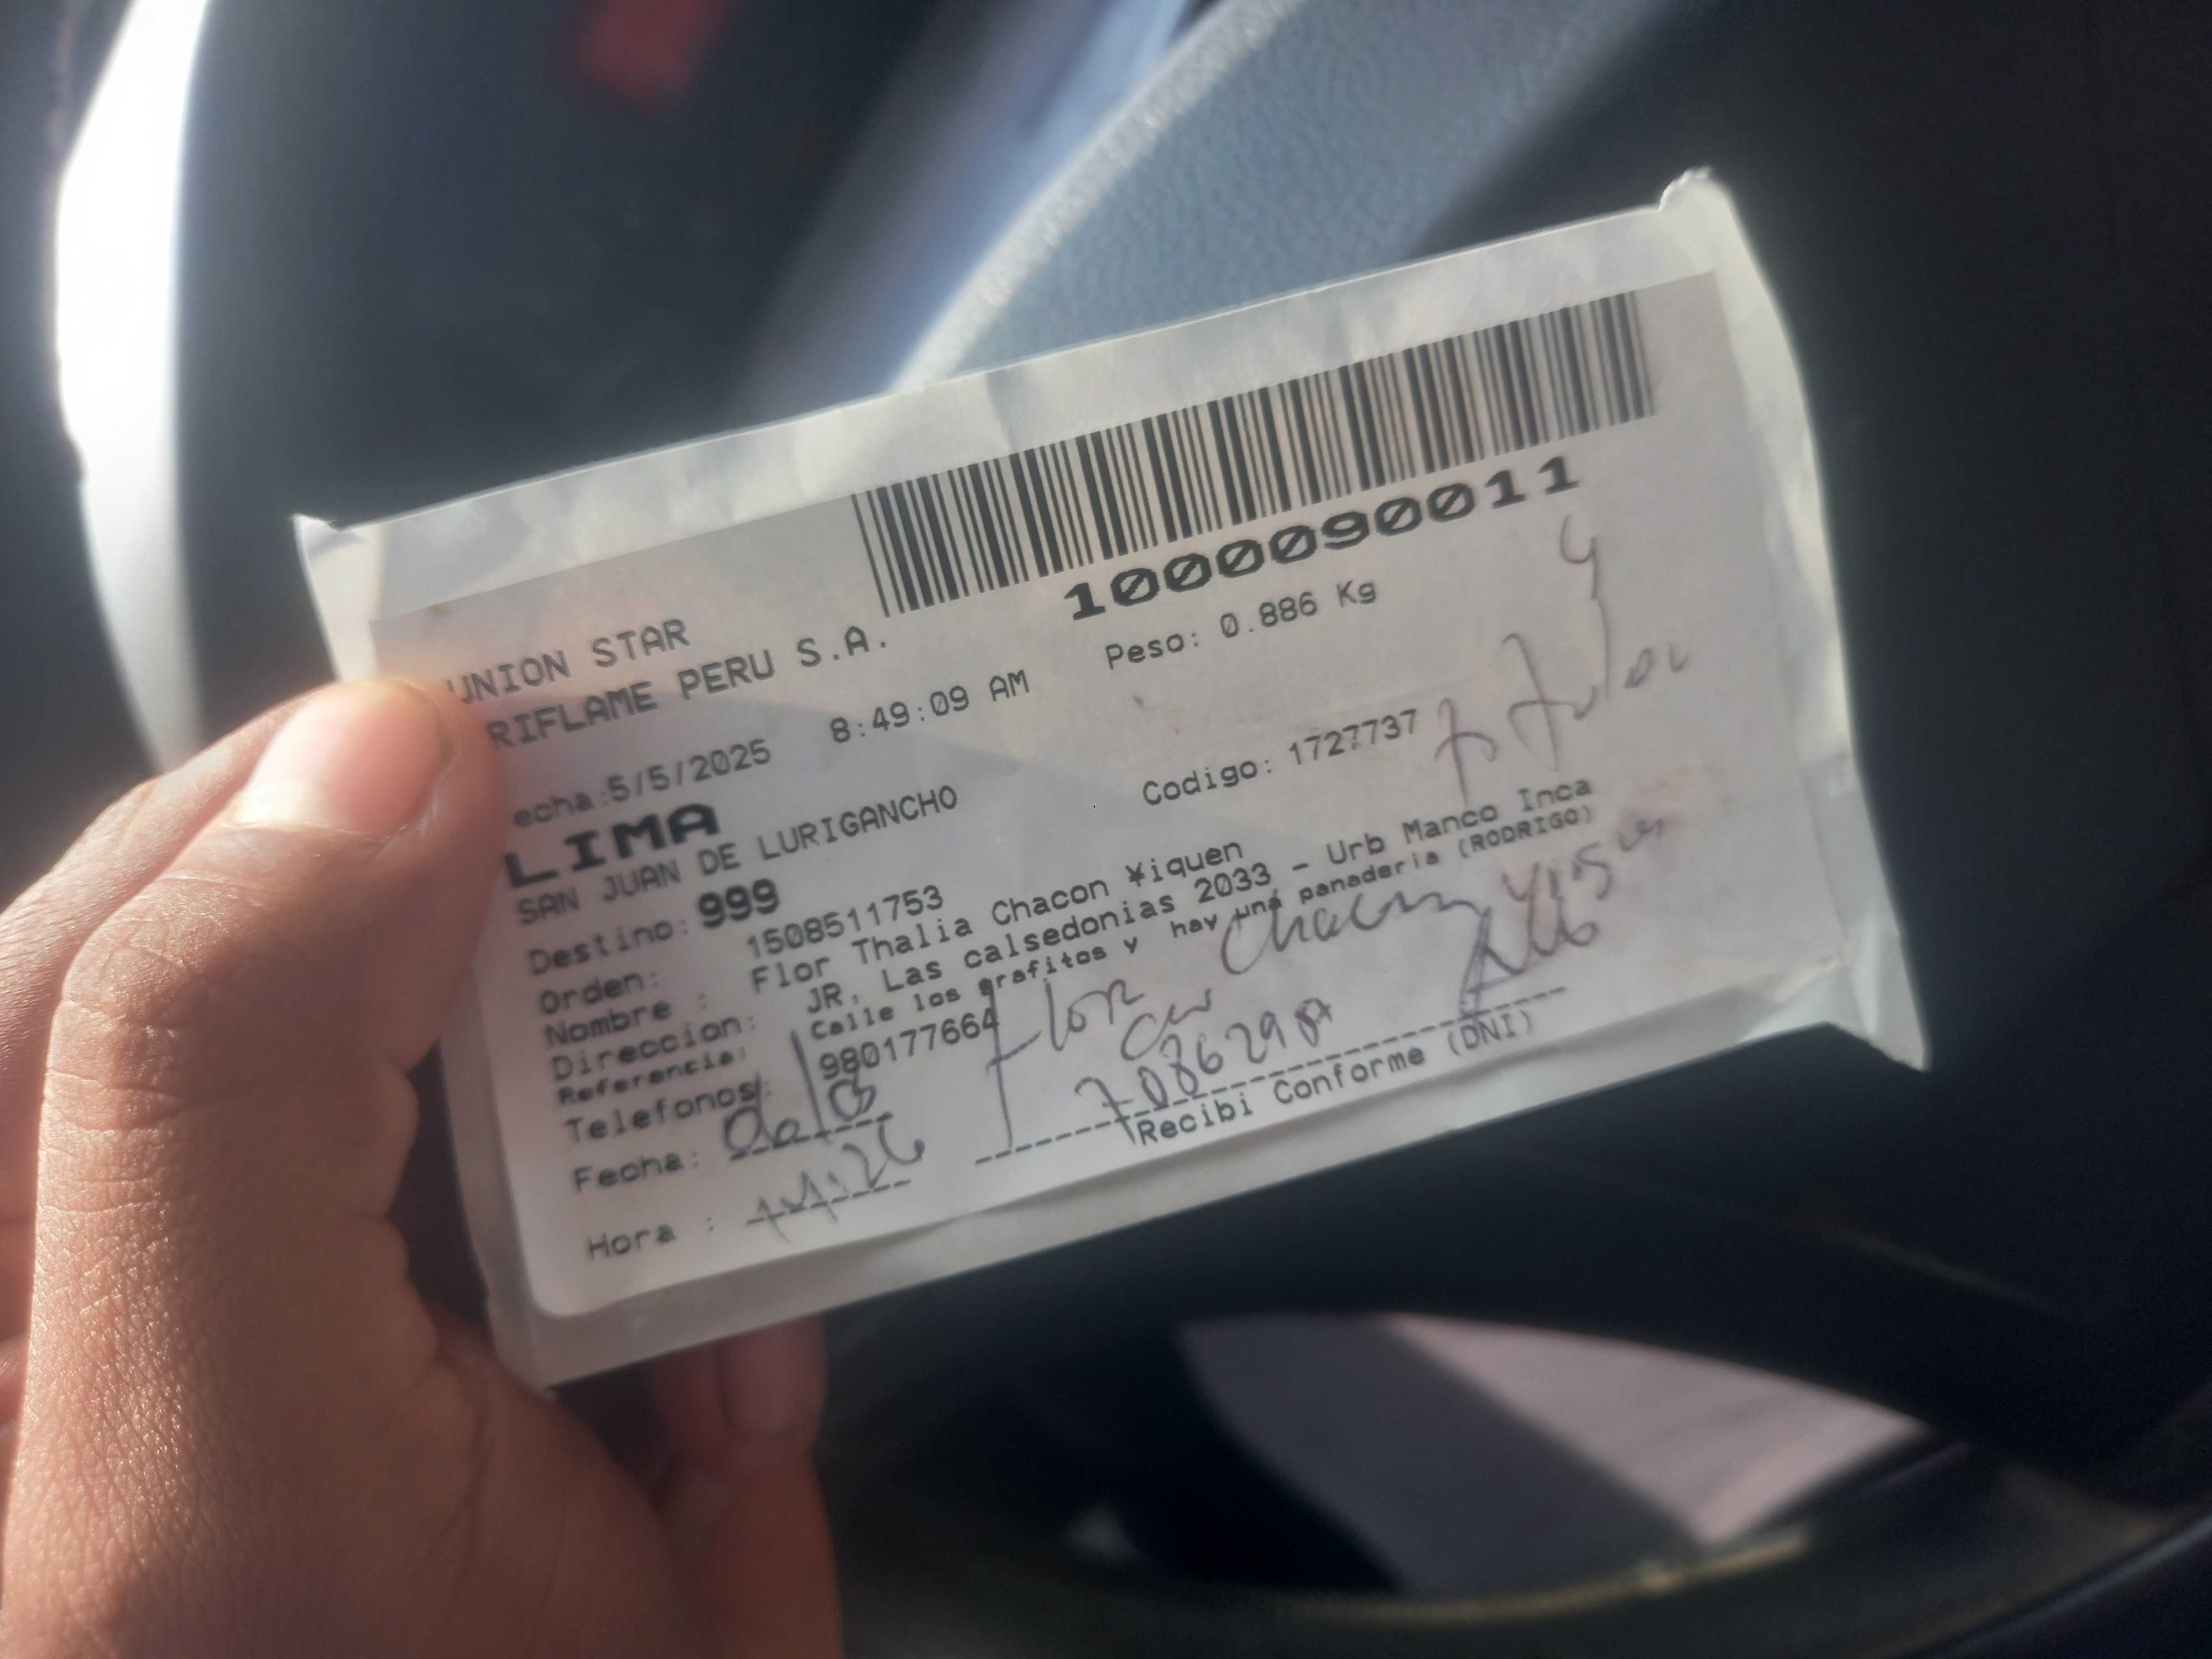 1000090011
UNION STAR
RIFLAME PERU S.A.
echa:5/5/2025 8:49:09 AM Peso: 0.886 Kg
LIMA
SAN JUAN DE LURIGANCHO Codigo: 1727737
Destino: 999
Orden: 1508511753
Nombre : Flor Thalia Chacon ¥iquen
Direccion: JR. Las calsedonias 2033 - Urb Manco Inca
Referencia: Calle los grafitos y hay una panaderia (RODRIGO)
Telefonos: 980177664
Flor Chacon
Fecha:
Hora :
Recibi Conforme (DNI)